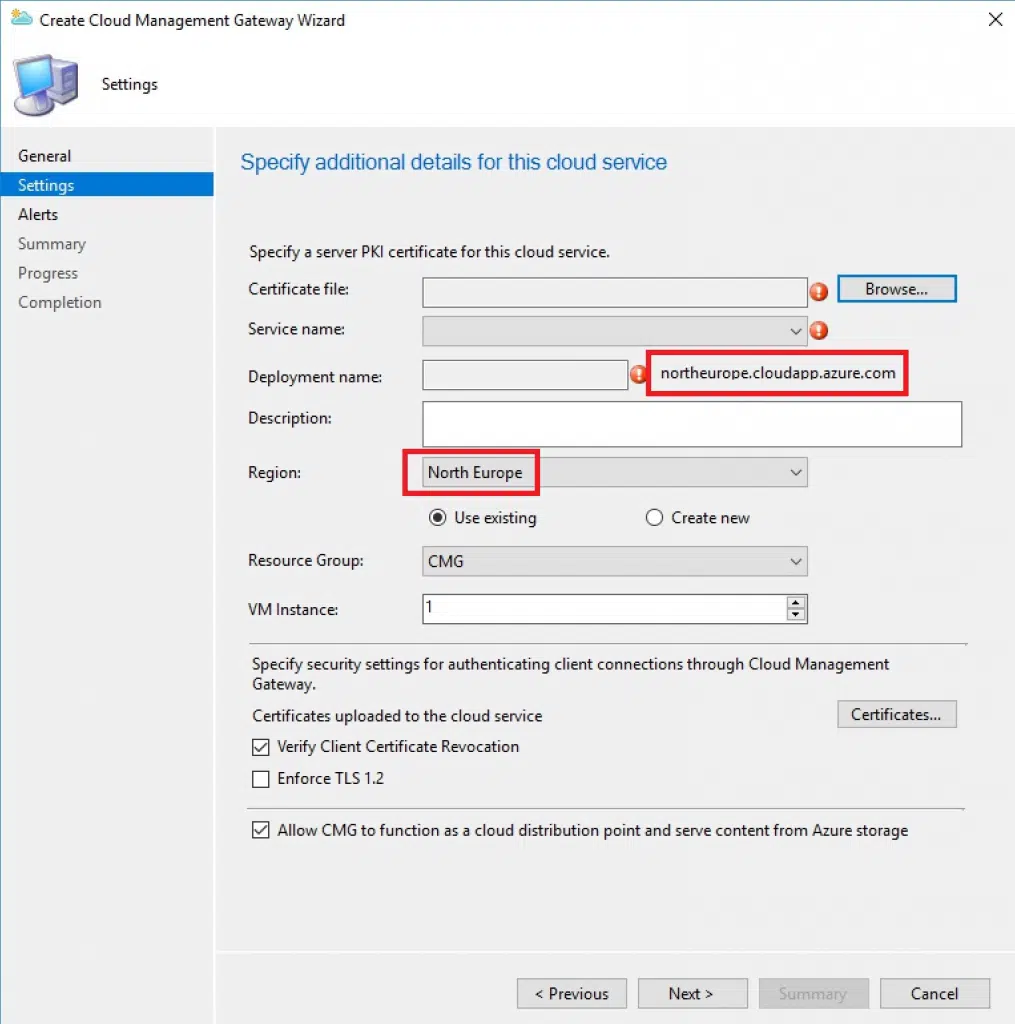 Create Cloud Management Gateway Wizard
Settings
General
Settings
Alerts
Summary
Progress
Completion
Specify additional details for this cloud service
Specify a server PKI certificate for this cloud service.
Certificate file:
Browse...
Service name:
Deployment name:
northeurope.cloudapp.azure.com
Description:
Region:
North Europe
Use existing
Create new
Resource Group:
CMG
VM Instance:
1
Specify security settings for authenticating client connections through Cloud Management
Gateway.
Certificates uploaded to the cloud service
Certificates...
Verify Client Certificate Revocation
Enforce TLS 1.2
Allow CMG to function as a cloud distribution point and serve content from Azure storage
< Previous
Next >
Summary
Cancel